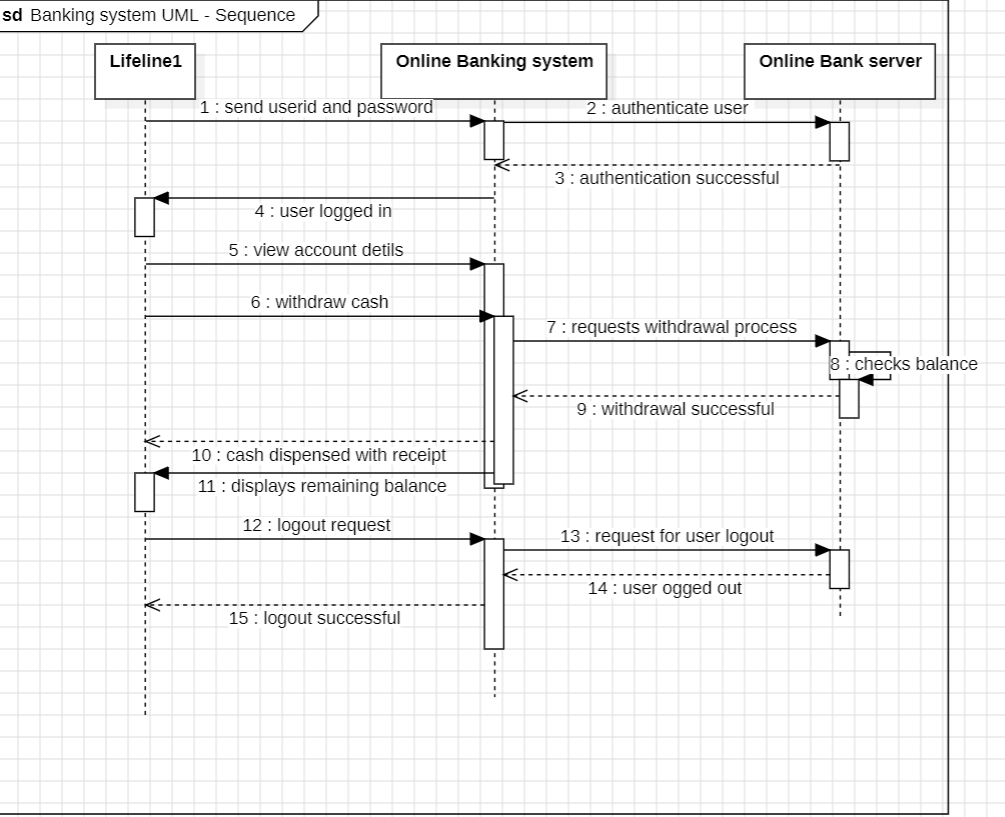 sd Banking system UML - Sequence
Lifeline1
Online Banking system
Online Bank server
1 : send userid and password
2 : authenticate user
3 : authentication successful
4 : user logged in
5 : view account detils
6 : withdraw cash
7 : requests withdrawal process
8 : checks balance
9 : withdrawal successful
10 : cash dispensed with receipt
11 : displays remaining balance
12 : logout request
13 : request for user logout
14 : user ogged out
15 : logout successful